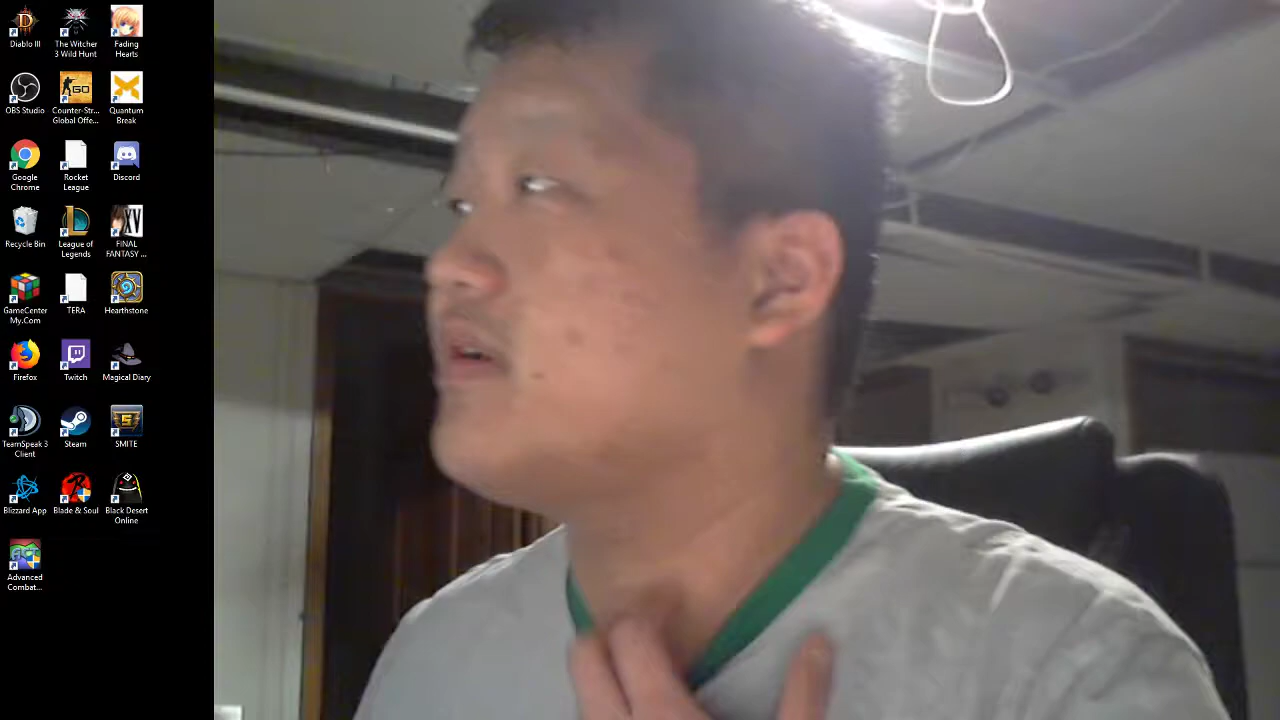 Diablo III
The Witcher
3 Wild Hunt
Fading
Hearts
OBS Studio
Counter-Str...
Global Offe...
Quantum
Break
Google
Chrome
Rocket
League
Discord
Recycle Bin
League of
Legends
XV
FINAL
FANTASY ...
GameCenter
My.Com
TERA
Hearthstone
Firefox
Twitch
Magical Diary
TeamSpeak 3
Client
Steam
SMITE
Blizzard App
Blade & Soul
Black Desert
Online
Advanced
Combat...